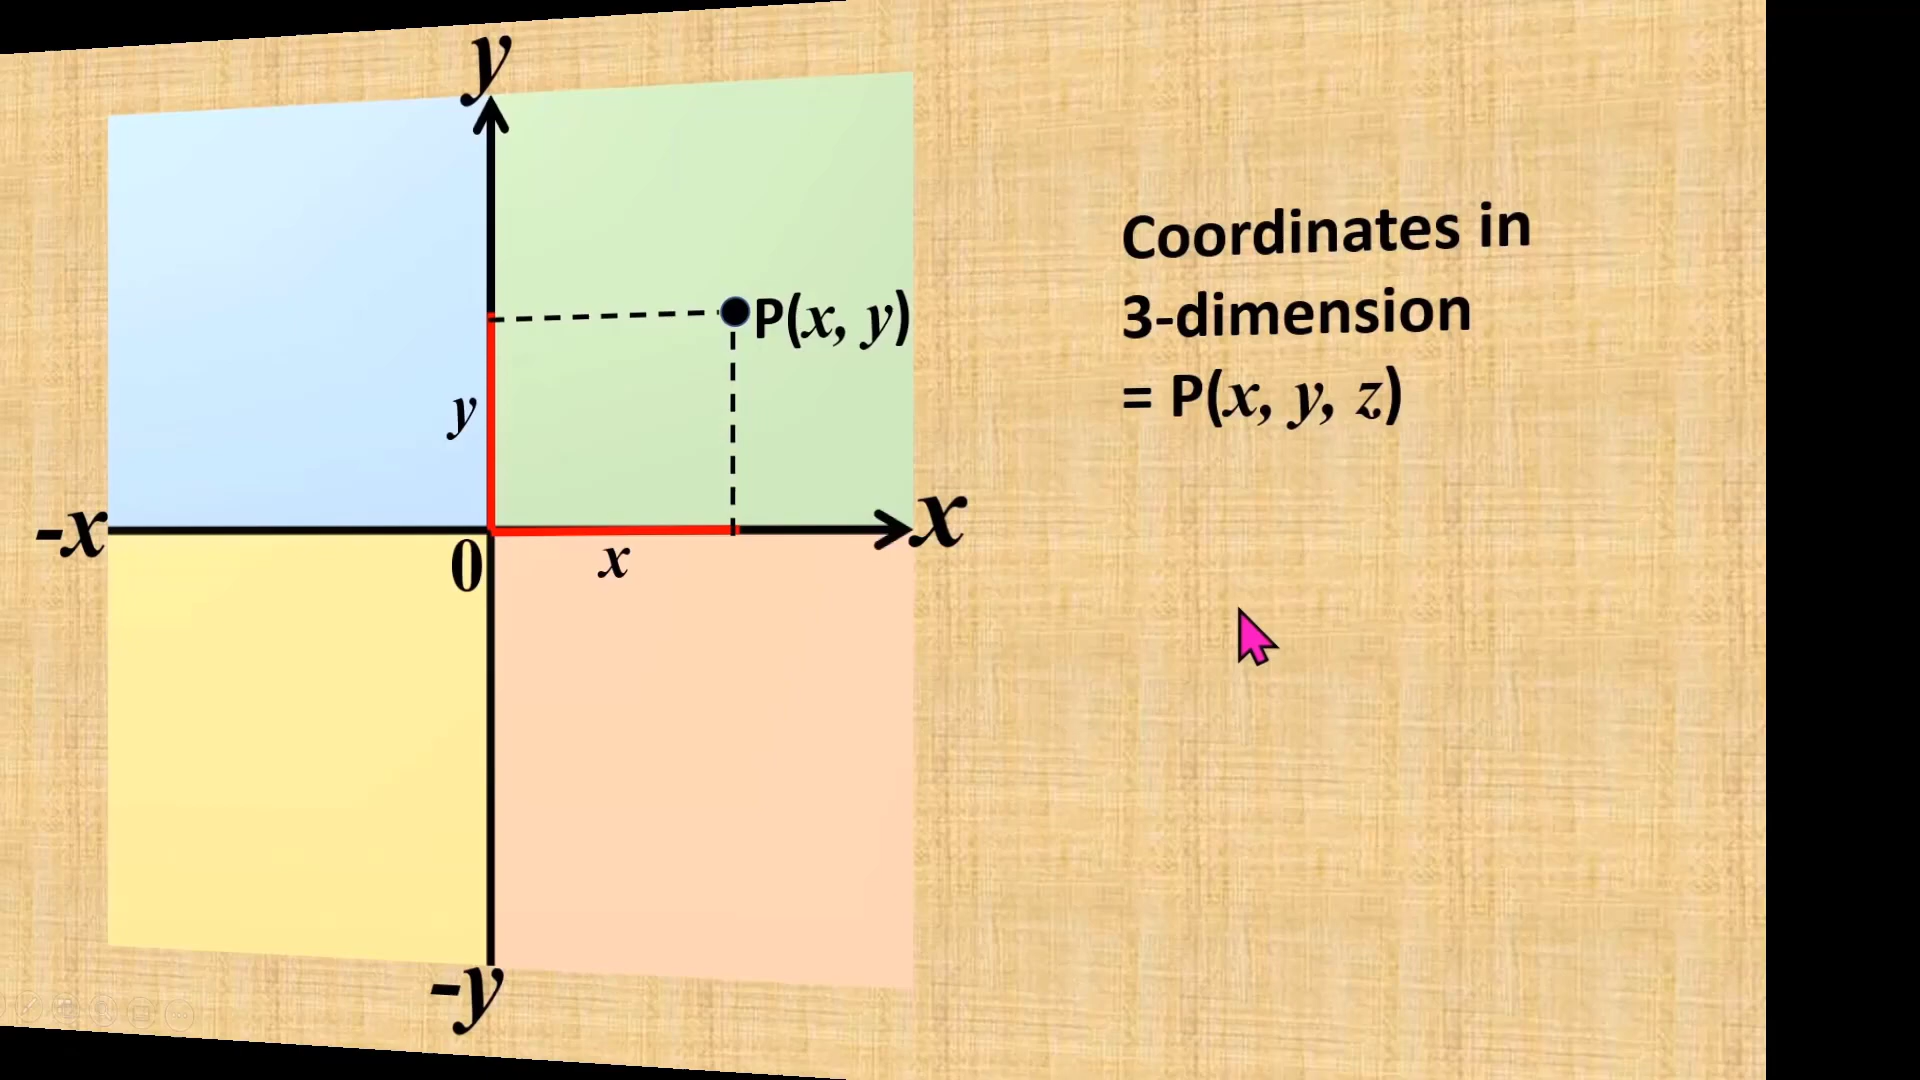 y
P(x, y)
y
-x
x
0
x
-y
Coordinates in
3-dimension
= P(x, y, z)